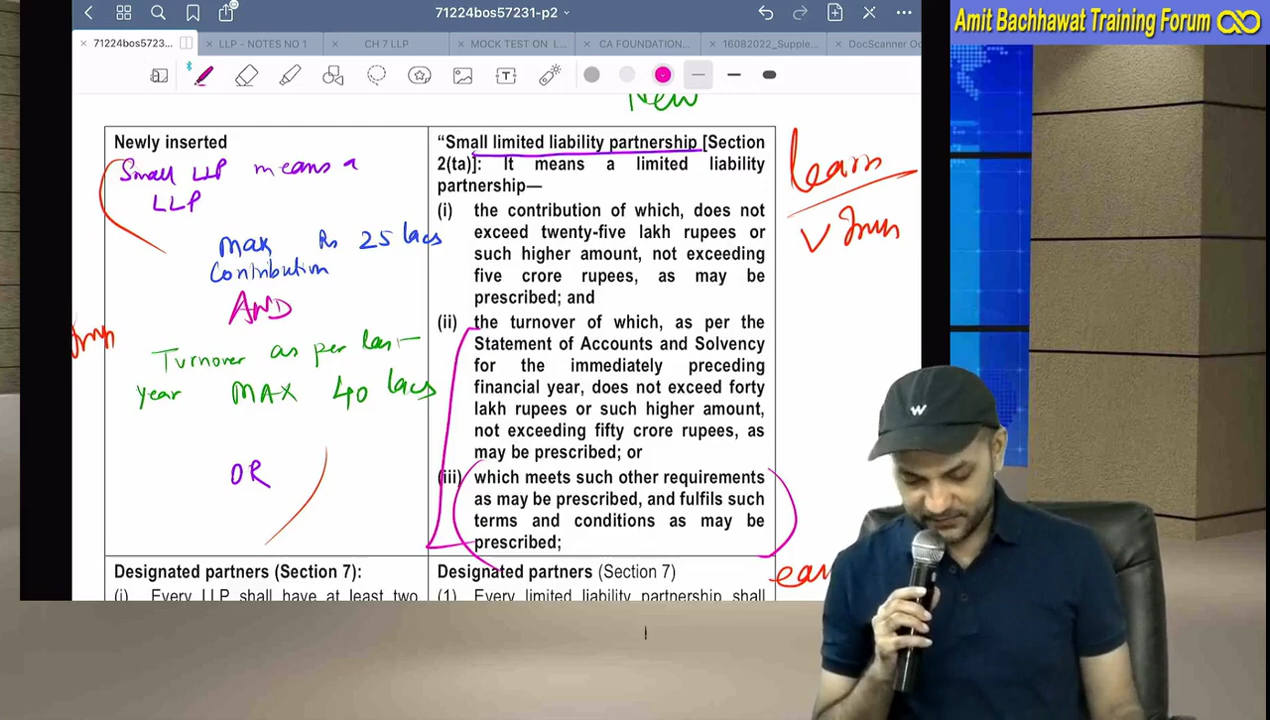 71224bos57231-p2
Amit Bachhawat Training Forum
71224bos5723...
LLP - NOTES NO 1
CH 7 LLP
MOCK TEST ON L...
CA FOUNDATION...
16082022_Supple...
DocScanner Oc
New
Newly inserted
Small LLP means a
LLP
Max Rs 25 lacs
Contribution
AND
Turnover as per last
year MAX 40 lacs
OR
"Small limited liability partnership [Section
2(ta)]: It means a limited liability
partnership—
(i) the contribution of which, does not
exceed twenty-five lakh rupees or
such higher amount, not exceeding
five crore rupees, as may be
prescribed; and
(ii) the turnover of which, as per the
Statement of Accounts and Solvency
for the immediately preceding
financial year, does not exceed forty
lakh rupees or such higher amount,
not exceeding fifty crore rupees, as
may be prescribed; or
(iii) which meets such other requirements
as may be prescribed, and fulfils such
terms and conditions as may be
prescribed;
learn
Designated partners (Section 7):
(i) Every LLP shall have at least two
Designated partners (Section 7)
(1) Every limited liability partnership shall